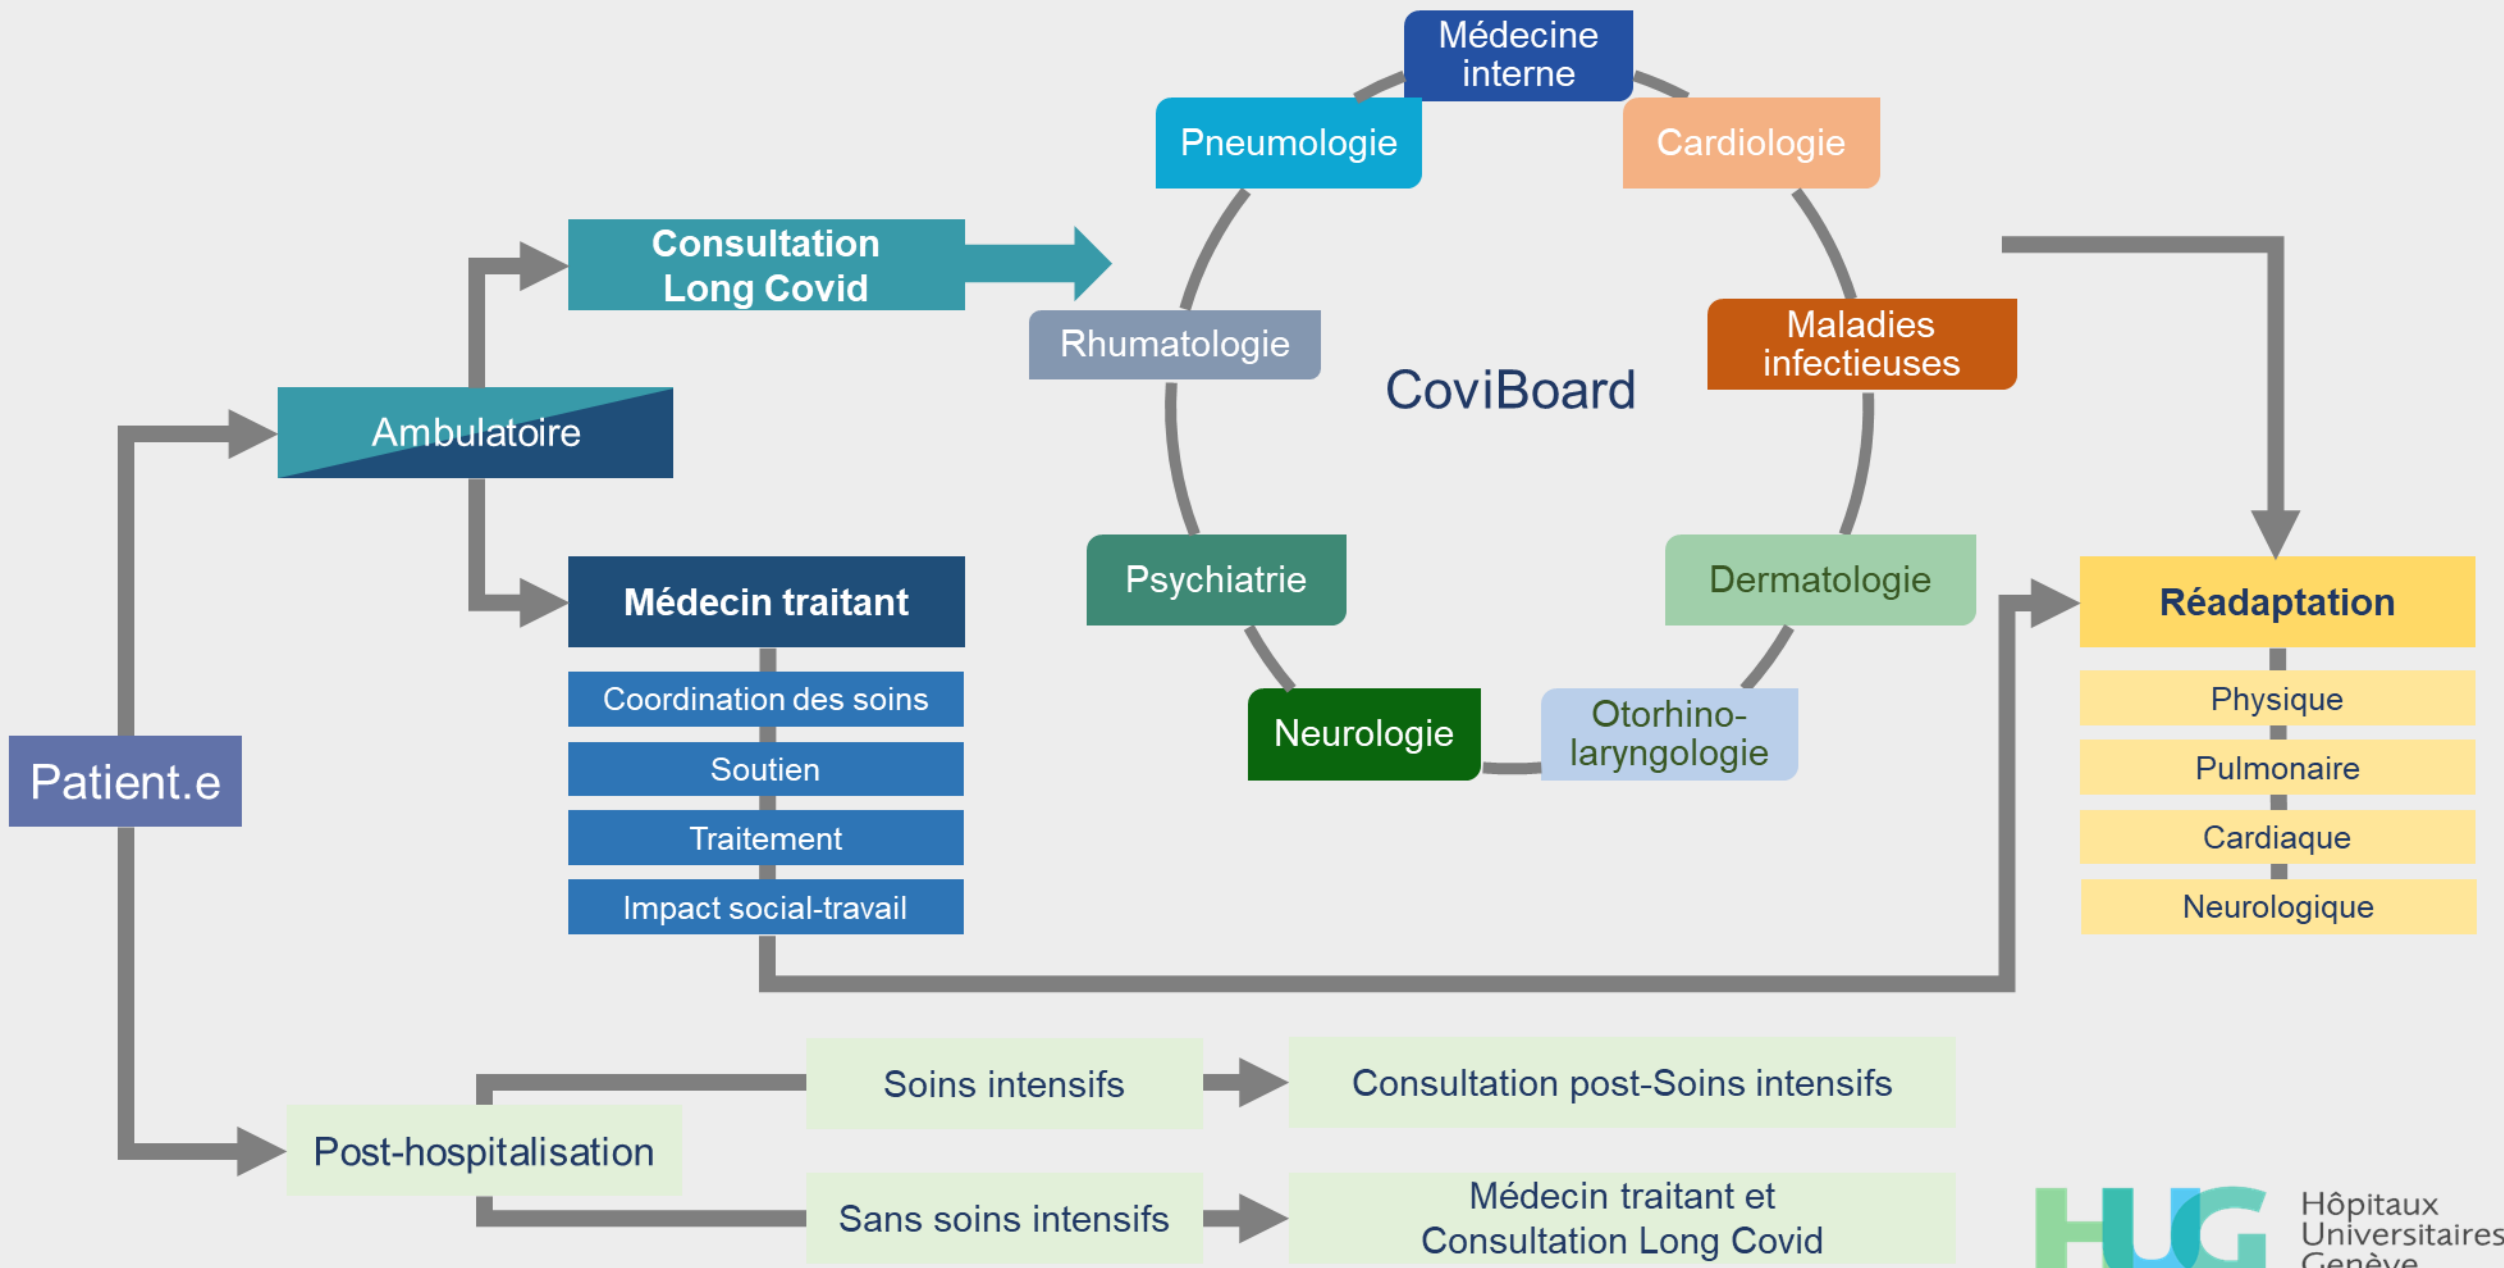 Médecine
interne
Pneumologie
Cardiologie
Consultation
Long Covid
Rhumatologie
Maladies
infectieuses
CoviBoard
Ambulatoire
Psychiatrie
Dermatologie
Médecin traitant
Réadaptation
Coordination des soins
Soutien
Traitement
Impact social-travail
Neurologie
Otorhino-
laryngologie
Physique
Pulmonaire
Cardiaque
Neurologique
Patient.e
Soins intensifs
Consultation post-Soins intensifs
Post-hospitalisation
Sans soins intensifs
Médecin traitant et
Consultation Long Covid
HUG
Hôpitaux
Universitaires
Genève